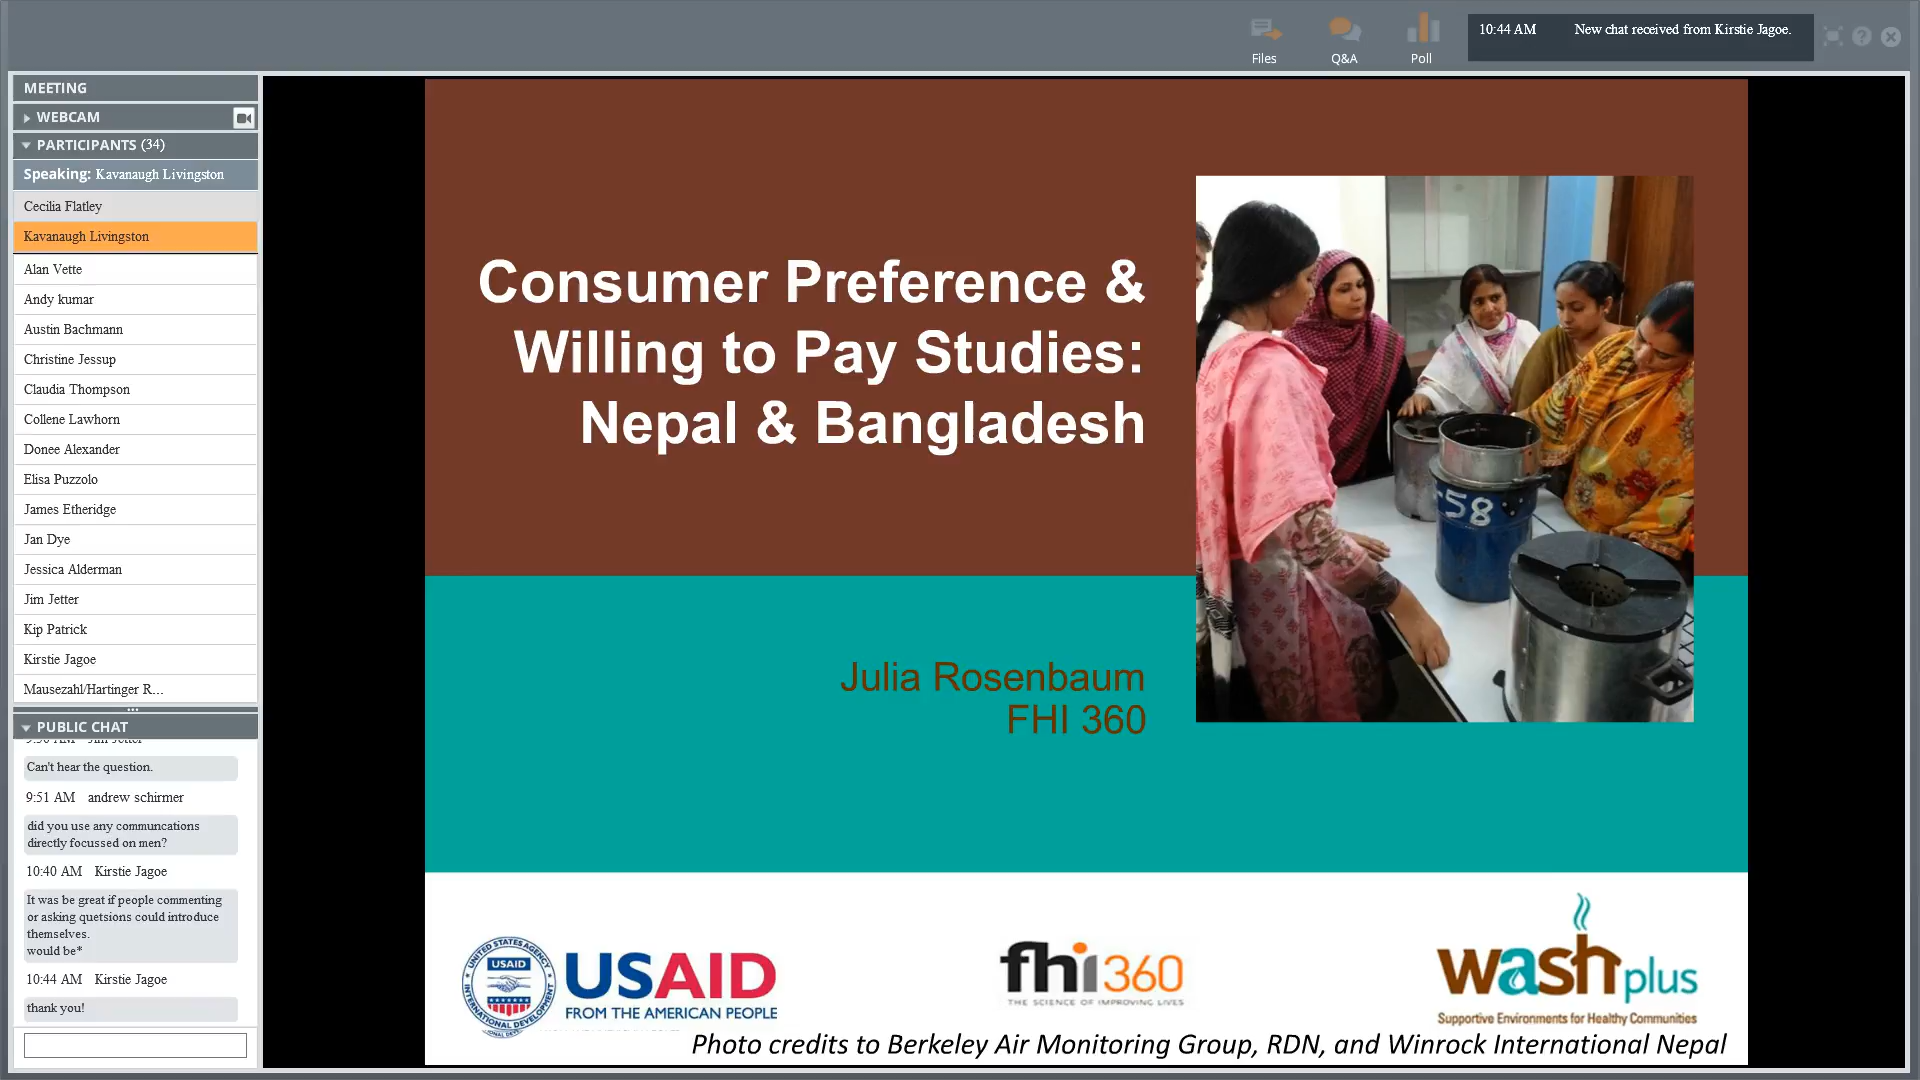 Files
Q&A
Poll
10:44 AM New chat received from Kirstie Jagoe.
MEETING
WEBCAM
PARTICIPANTS (34)
Speaking: Kavanaugh Livingston
Cecilia Flatley
Kavanaugh Livingston
Alan Vette
Andy kumar
Austin Bachmann
Christine Jessup
Claudia Thompson
Collene Lawhorn
Donee Alexander
Elisa Puzzolo
James Etheridge
Jan Dye
Jessica Alderman
Jim Jetter
Kip Patrick
Kirstie Jagoe
Mausezahl/Hartinger R...
PUBLIC CHAT
Can't hear the question.
9:51 AM andrew schirmer
did you use any communcations
directly focussed on men?
10:40 AM Kirstie Jagoe
It was be great if people commenting
or asking quetsions could introduce
themselves.
would be*
10:44 AM Kirstie Jagoe
thank you!
Consumer Preference &
Willing to Pay Studies:
Nepal & Bangladesh
Julia Rosenbaum
FHI 360
58
UNITED STATES AGENCY
USAID
INTERNATIONAL DEVELOPMENT
USAID
FROM THE AMERICAN PEOPLE
fhi360
THE SCIENCE OF IMPROVING LIVES
wash plus
Supportive Environments for Healthy Communities
Photo credits to Berkeley Air Monitoring Group, RDN, and Winrock International Nepal